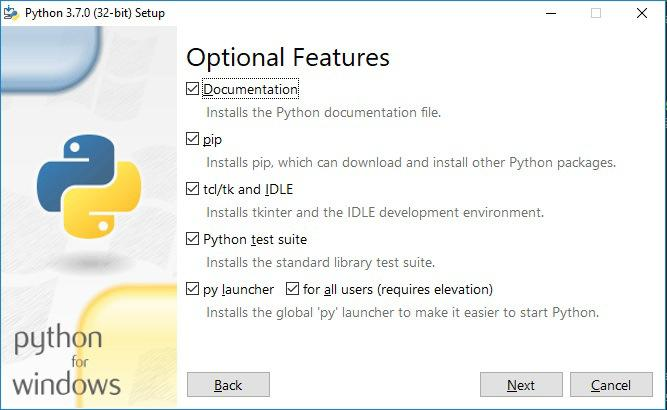 Python 3.7.0 (32-bit) Setup
Optional Features
Documentation
Installs the Python documentation file.
pip
Installs pip, which can download and install other Python packages.
tcl/tk and IDLE
Installs tkinter and the IDLE development environment.
Python test suite
Installs the standard library test suite.
py launcher for all users (requires elevation)
Installs the global 'py' launcher to make it easier to start Python.
python
for
windows
Back Next Cancel